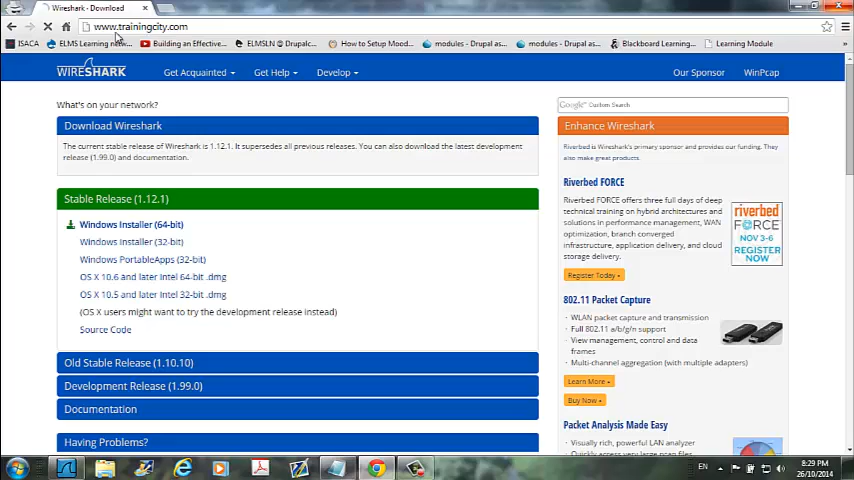 Wireshark - Download
www.trainingcity.com
ISACA
ELMS Learning netw...
Building an Effective...
ELMSLN @ Drupalc...
How to Setup Mood...
modules - Drupal as...
modules - Drupal as...
Blackboard Learning...
Learning Module
WIRESHARK
Get Acquainted
Get Help
Develop
Our Sponsor
WinPcap
What's on your network?
Google™ Custom Search
Download Wireshark
The current stable release of Wireshark is 1.12.1. It supersedes all previous releases. You can also download the latest development
release (1.99.0) and documentation.
Stable Release (1.12.1)
Windows Installer (64-bit)
Windows Installer (32-bit)
Windows PortableApps (32-bit)
OS X 10.6 and later Intel 64-bit .dmg
OS X 10.5 and later Intel 32-bit .dmg
(OS X users might want to try the development release instead)
Source Code
Old Stable Release (1.10.10)
Development Release (1.99.0)
Documentation
Having Problems?
Enhance Wireshark
Riverbed is Wireshark's primary sponsor and provides our funding. They
also make great products.
Riverbed FORCE
Riverbed FORCE offers three full days of deep
technical training on hybrid architectures and
solutions in performance management, WAN
optimization, branch converged
infrastructure, application delivery, and cloud
storage delivery.
Register Today
riverbed
FORCE
NOV 3-6
REGISTER
NOW
802.11 Packet Capture
WLAN packet capture and transmission
Full 802.11 a/b/g/n support
View management, control and data
frames
Multi-channel aggregation (with multiple adapters)
Learn More
Buy Now
Packet Analysis Made Easy
Visually rich, powerful LAN analyzer
Quickly access very large pcap files
EN
8:29 PM
26/10/2014